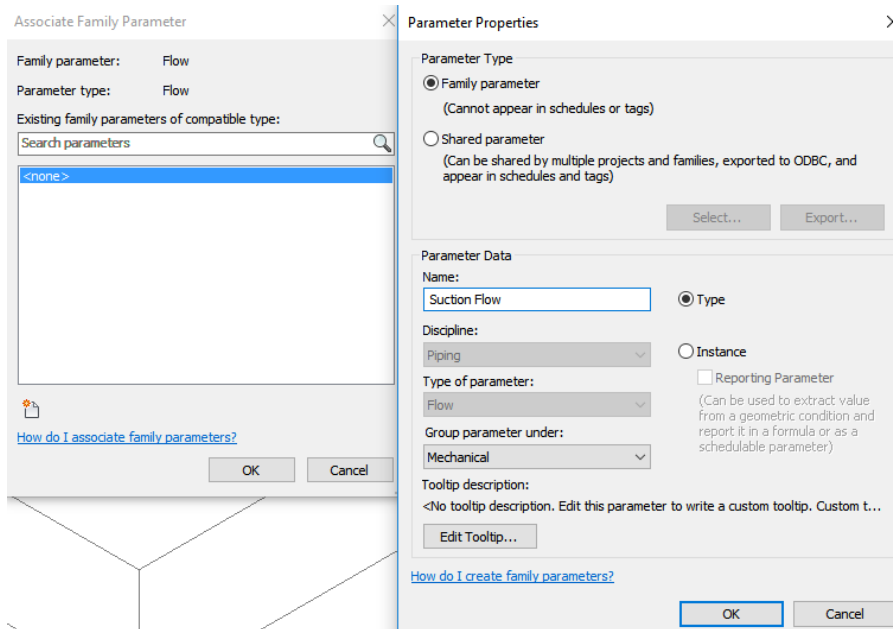 Associate Family Parameter
Family parameter: Flow
Parameter type: Flow
Existing family parameters of compatible type:
Search parameters
<none>
How do I associate family parameters?
OK Cancel
Parameter Properties
Parameter Type
Family parameter
(Cannot appear in schedules or tags)
Shared parameter
(Can be shared by multiple projects and families, exported to ODBC, and
appear in schedules and tags)
Select... Export...
Parameter Data
Name:
Suction Flow
Type
Discipline:
Piping
Instance
Reporting Parameter
(Can be used to extract value
from a geometric condition and
report it in a formula or as a
schedulable parameter)
Type of parameter:
Flow
Group parameter under:
Mechanical
Tooltip description:
<No tooltip description. Edit this parameter to write a custom tooltip. Custom t...
Edit Tooltip...
How do I create family parameters?
OK Cancel